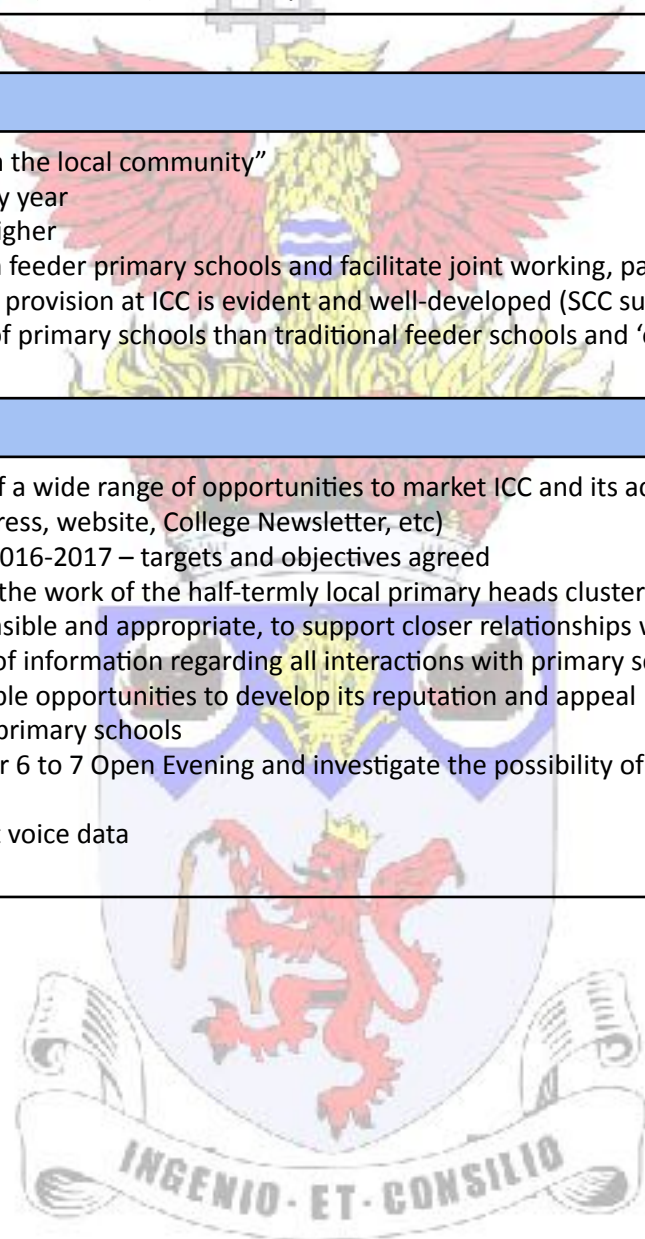 the local community”
y year
igher
feeder primary schools and facilitate joint working, pa
provision at ICC is evident and well-developed (SCC su
of primary schools than traditional feeder schools and ‘
f a wide range of opportunities to market ICC and its a
ress, website, College Newsletter, etc)
016-2017 – targets and objectives agreed
the work of the half-termly local primary heads cluster
nsible and appropriate, to support closer relationships
of information regarding all interactions with primary s
ble opportunities to develop its reputation and appeal
primary schools
r 6 to 7 Open Evening and investigate the possibility of
t voice data
INGENIO · ET · CONSILIO